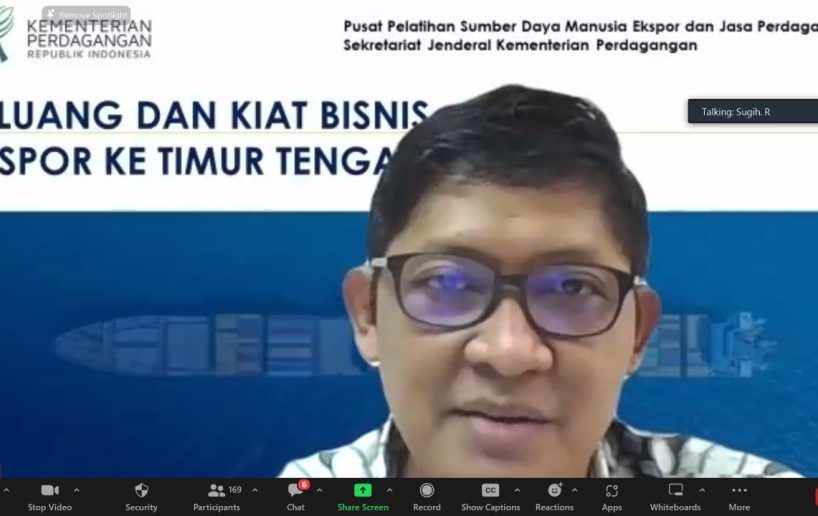 Remove Spotlight
KEMENTERIAN
PERDAGANGAN
REPUBLIK INDONESIA
Pusat Pelatihan Sumber Daya Manusia Ekspor dan Jasa Perdaga
Sekretariat Jenderal Kementerian Perdagangan
LUANG DAN KIAT BISNIS
SPOR KE TIMUR TENGA
Talking: Sugih. R
169
6
CC
Stop Video
Security
Participants
Chat
Share Screen
Record
Show Captions
Reactions
Apps
Whiteboards
More